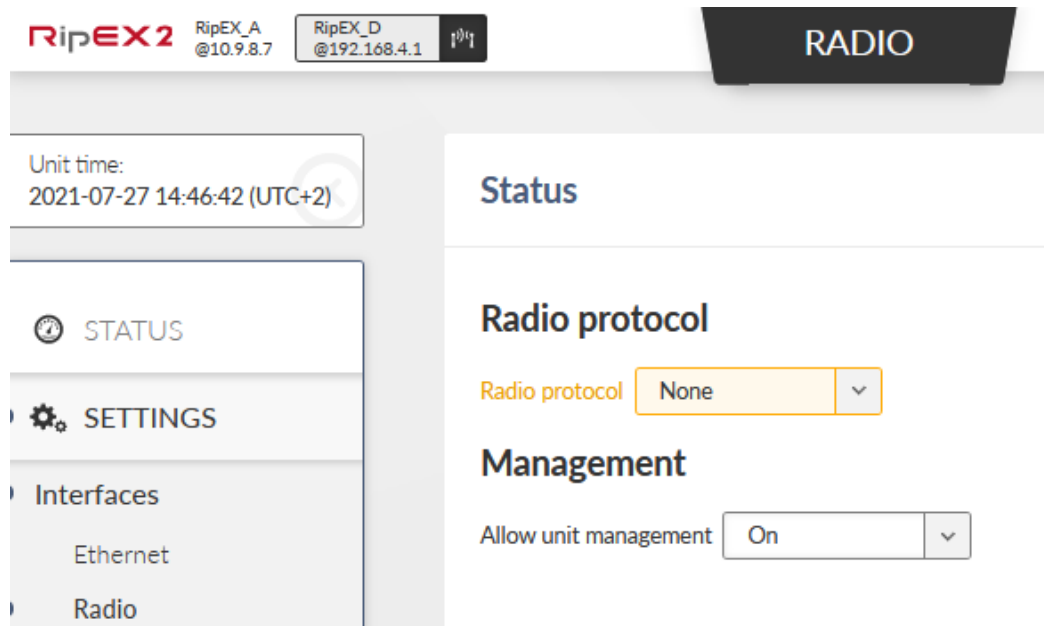 RipEX2
RipEX_A
@10.9.8.7
RipEX_D
@192.168.4.1
RADIO
Unit time:
2021-07-27 14:46:42 (UTC+2)
Status
STATUS
Radio protocol
Radio protocol None
SETTINGS
Management
Interfaces
Allow unit management On
Ethernet
Radio